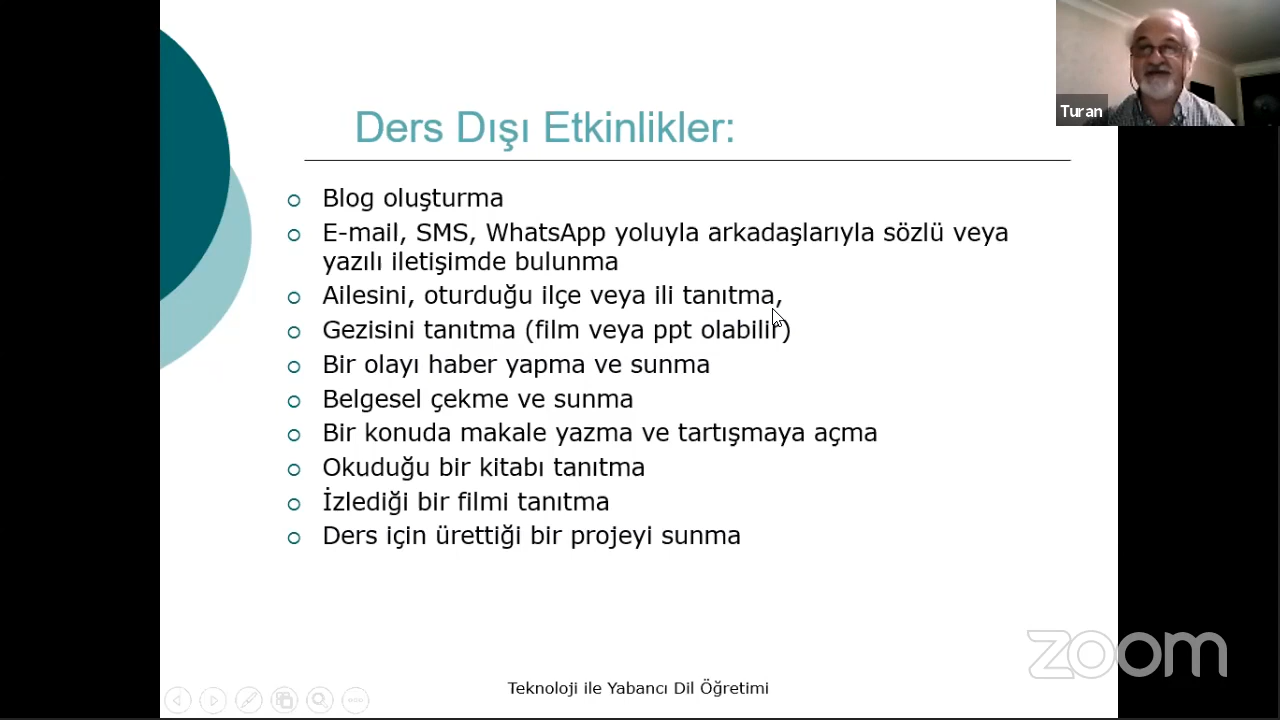 Turan
Ders Dışı Etkinlikler:
Blog oluşturma
E-mail, SMS, WhatsApp yoluyla arkadaşlarıyla sözlü veya
yazılı iletişimde bulunma
Ailesini, oturduğu ilçe veya ili tanıtma,
Gezisini tanıtma (film veya ppt olabilir)
Bir olayı haber yapma ve sunma
Belgesel çekme ve sunma
Bir konuda makale yazma ve tartışmaya açma
Okuduğu bir kitabı tanıtma
İzlediği bir filmi tanıtma
Ders için ürettiği bir projeyi sunma
zoom
Teknoloji ile Yabancı Dil Öğretimi